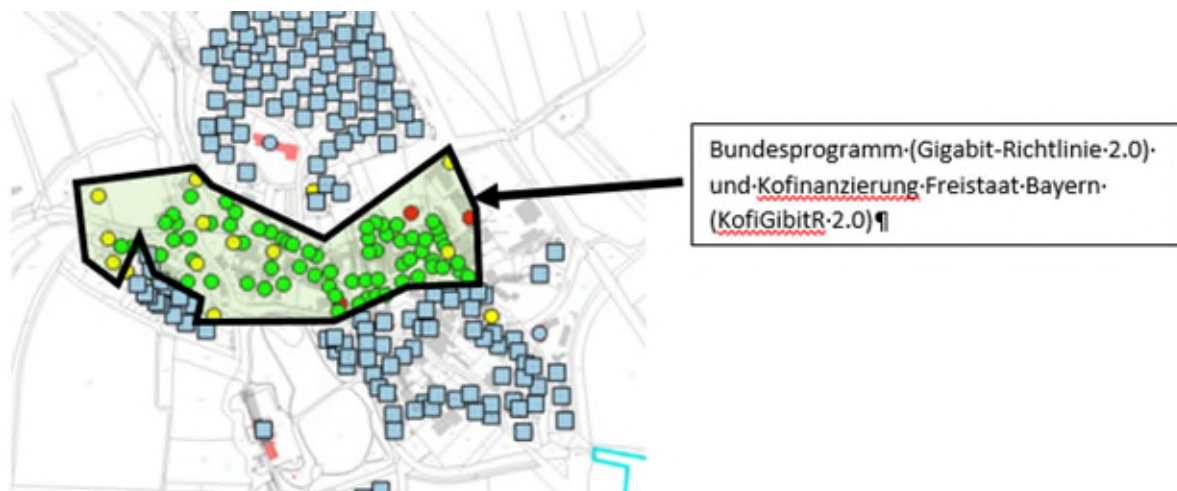 Bundesprogramm·(Gigabit-Richtlinie·2.0)·
und·Kofinanzierung·Freistaat·Bayern·
(KofiGibitR·2.0)¶